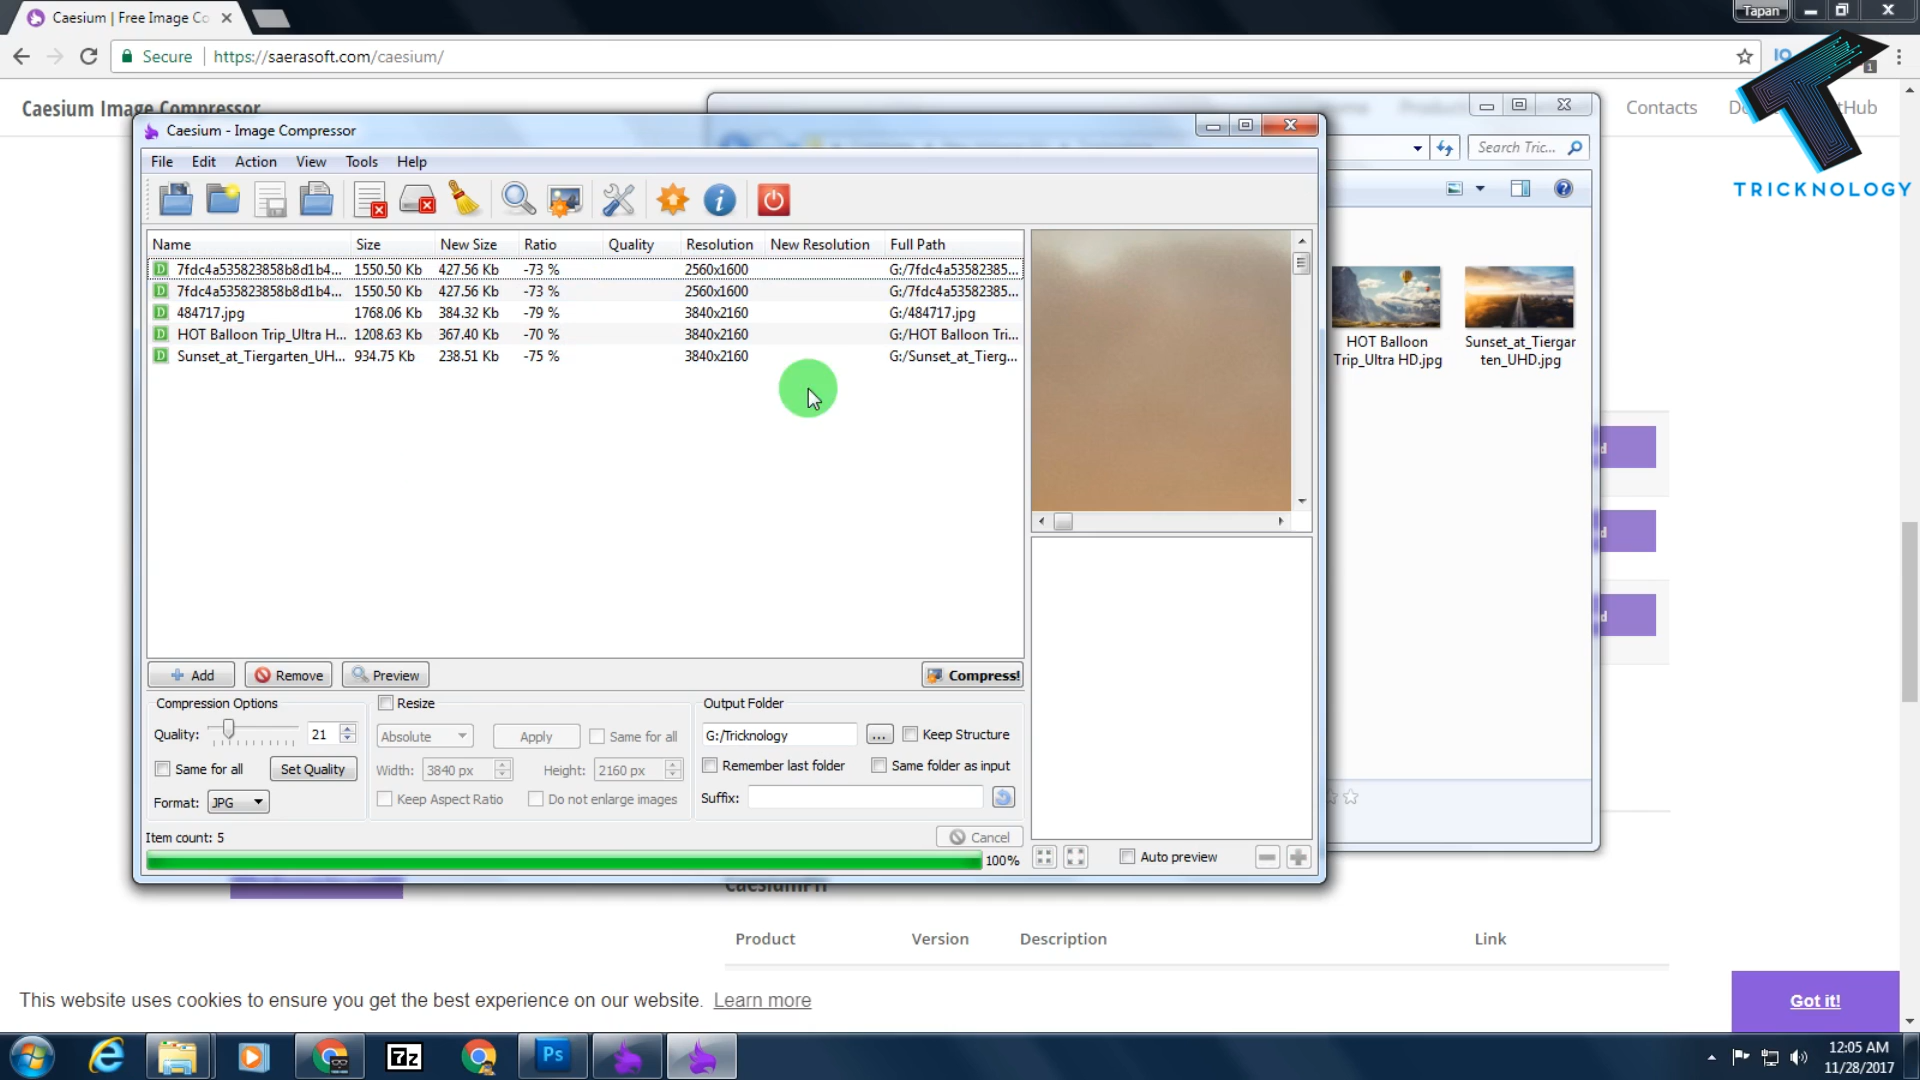 Caesium | Free Image Co
Tapan
Secure
https://saerasoft.com/caesium/
1
Caesium Image Compressor
Contacts
TRICKNOLOGY
Caesium - Image Compressor
Search Tric...
File Edit Action View Tools Help
Name Size New Size Ratio Quality Resolution New Resolution Full Path
7fdc4a535823858b8d1b4... 1550.50 Kb 427.56 Kb -73 % 2560x1600 G:/7fdc4a53582385...
7fdc4a535823858b8d1b4... 1550.50 Kb 427.56 Kb -73 % 2560x1600 G:/7fdc4a53582385...
484717.jpg 1768.06 Kb 384.32 Kb -79 % 3840x2160 G:/484717.jpg
HOT Balloon Trip_Ultra H... 1208.63 Kb 367.40 Kb -70 % 3840x2160 G:/HOT Balloon Tri...
Sunset_at_Tiergarten_UH... 934.75 Kb 238.51 Kb -75 % 3840x2160 G:/Sunset_at_Tierg...
HOT Balloon
Trip_Ultra HD.jpg
Sunset_at_Tiergar
ten_UHD.jpg
Add Remove Preview Compress!
Compression Options Resize Output Folder
Quality: 21 Absolute Apply Same for all G:/Tricknology ... Keep Structure
Same for all Set Quality Width: 3840 px Height: 2160 px Remember last folder Same folder as input
Format: JPG Keep Aspect Ratio Do not enlarge images Suffix:
Item count: 5 Cancel
100% Auto preview
Product Version Description Link
This website uses cookies to ensure you get the best experience on our website. Learn more
Got it!
7z
Ps
12:05 AM
11/28/2017